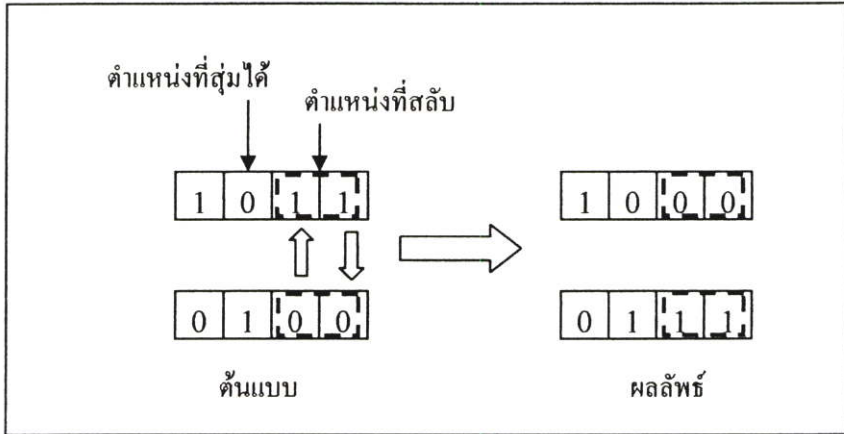 ตำแหน่งที่สุ่มได้
ตำแหน่งที่สลับ
1 0 1 1
1 0 0 0
0 1 0 0
0 1 1 1
ต้นแบบ
ผลลัพธ์